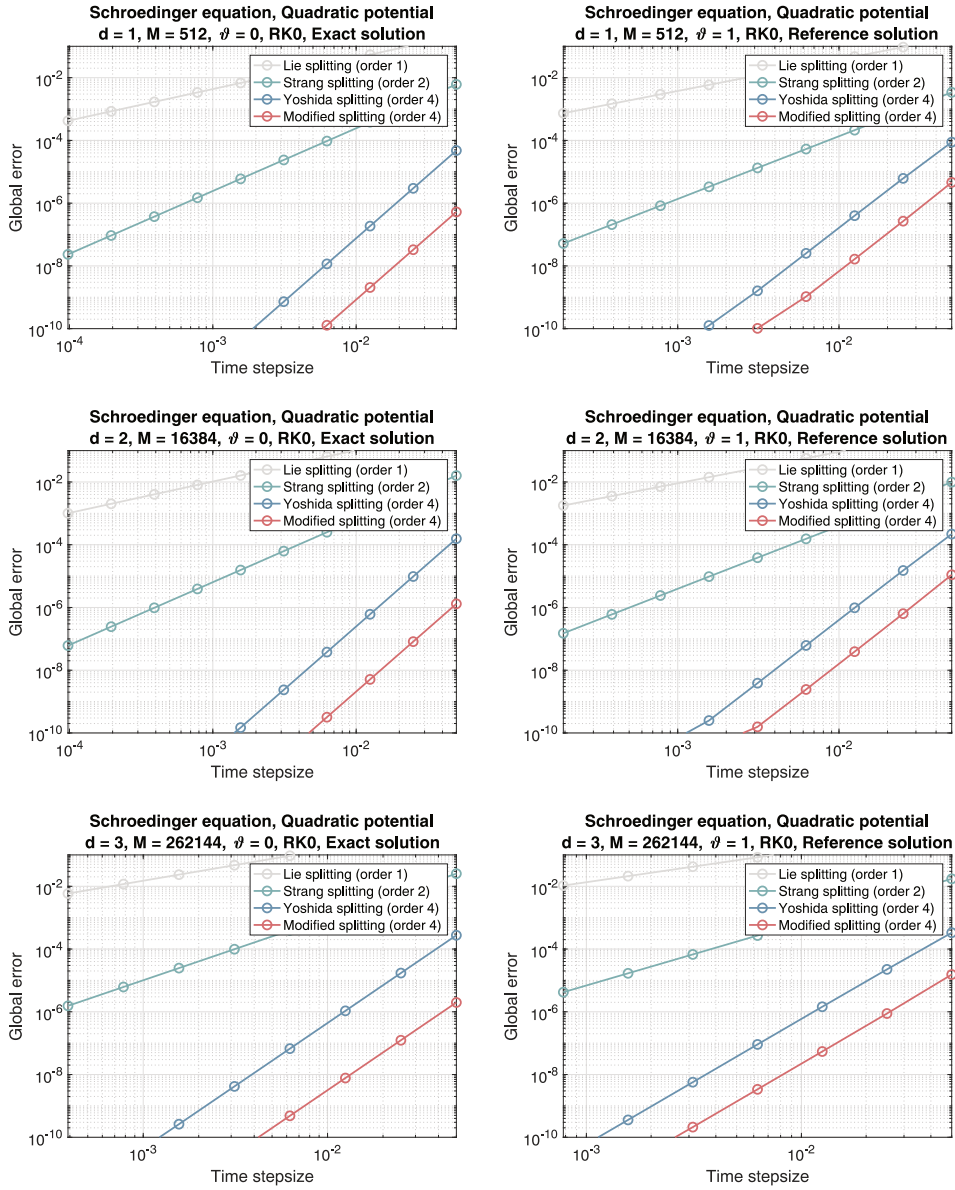 Schroedinger equation, Quadratic potential
d = 1, M = 512, ϑ = 0, RK0, Exact solution
Lie splitting (order 1)
Strang splitting (order 2)
Yoshida splitting (order 4)
Modified splitting (order 4)
Global error
10^-2
10^-4
10^-6
10^-8
10^-10
10^-4
10^-3
10^-2
Time stepsize
Schroedinger equation, Quadratic potential
d = 1, M = 512, ϑ = 1, RK0, Reference solution
Lie splitting (order 1)
Strang splitting (order 2)
Yoshida splitting (order 4)
Modified splitting (order 4)
Global error
10^-2
10^-4
10^-6
10^-8
10^-10
10^-3
10^-2
Time stepsize
Schroedinger equation, Quadratic potential
d = 2, M = 16384, ϑ = 0, RK0, Exact solution
Lie splitting (order 1)
Strang splitting (order 2)
Yoshida splitting (order 4)
Modified splitting (order 4)
Global error
10^-2
10^-4
10^-6
10^-8
10^-10
10^-4
10^-3
10^-2
Time stepsize
Schroedinger equation, Quadratic potential
d = 2, M = 16384, ϑ = 1, RK0, Reference solution
Lie splitting (order 1)
Strang splitting (order 2)
Yoshida splitting (order 4)
Modified splitting (order 4)
Global error
10^-2
10^-4
10^-6
10^-8
10^-10
10^-3
10^-2
Time stepsize
Schroedinger equation, Quadratic potential
d = 3, M = 262144, ϑ = 0, RK0, Exact solution
Lie splitting (order 1)
Strang splitting (order 2)
Yoshida splitting (order 4)
Modified splitting (order 4)
Global error
10^-2
10^-4
10^-6
10^-8
10^-10
10^-3
10^-2
Time stepsize
Schroedinger equation, Quadratic potential
d = 3, M = 262144, ϑ = 1, RK0, Reference solution
Lie splitting (order 1)
Strang splitting (order 2)
Yoshida splitting (order 4)
Modified splitting (order 4)
Global error
10^-2
10^-4
10^-6
10^-8
10^-10
10^-3
10^-2
Time stepsize